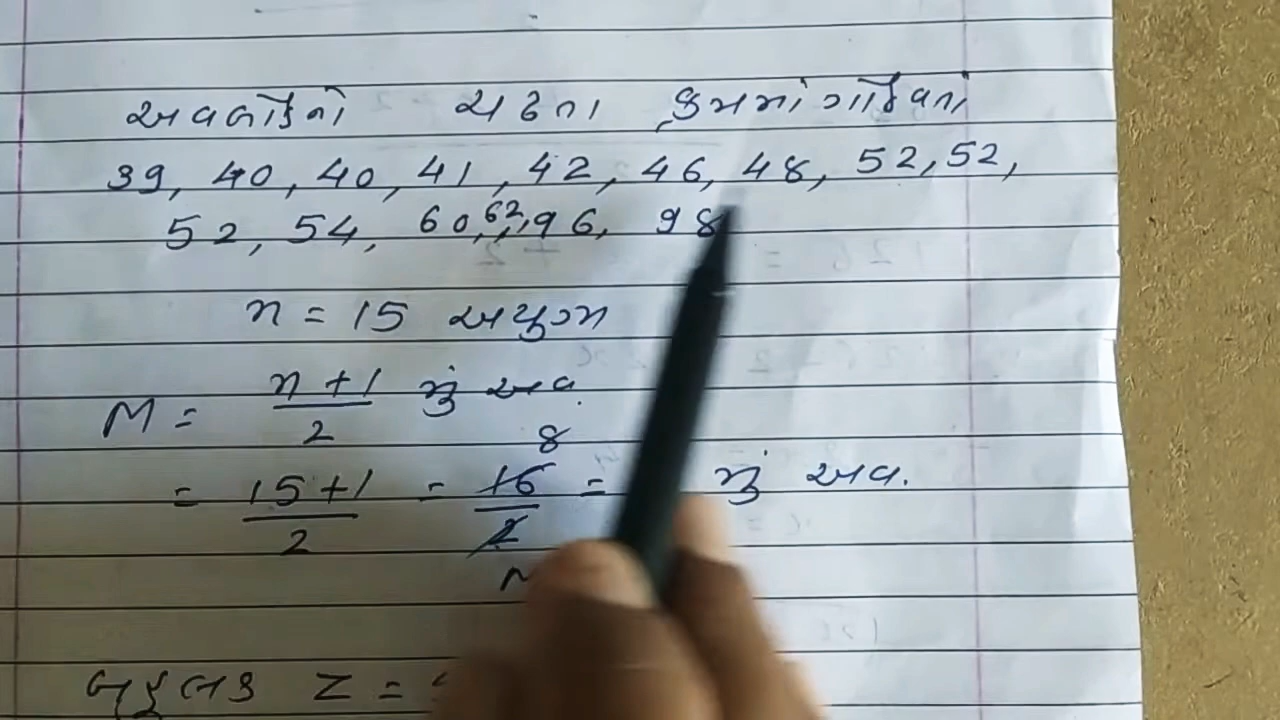 અવલોકનો ચઢતા ક્રમમાં ગોઠવતા
39, 40, 40, 41, 42, 46, 48, 52, 52,
52, 54, 60, 62, 96, 98
n = 15 અયુગ્મ
M = n + 1 / 2 મું અવ.
= 15 + 1 / 2 = 16 / 2 8 = મું અવ.
M
બહુલક Z =